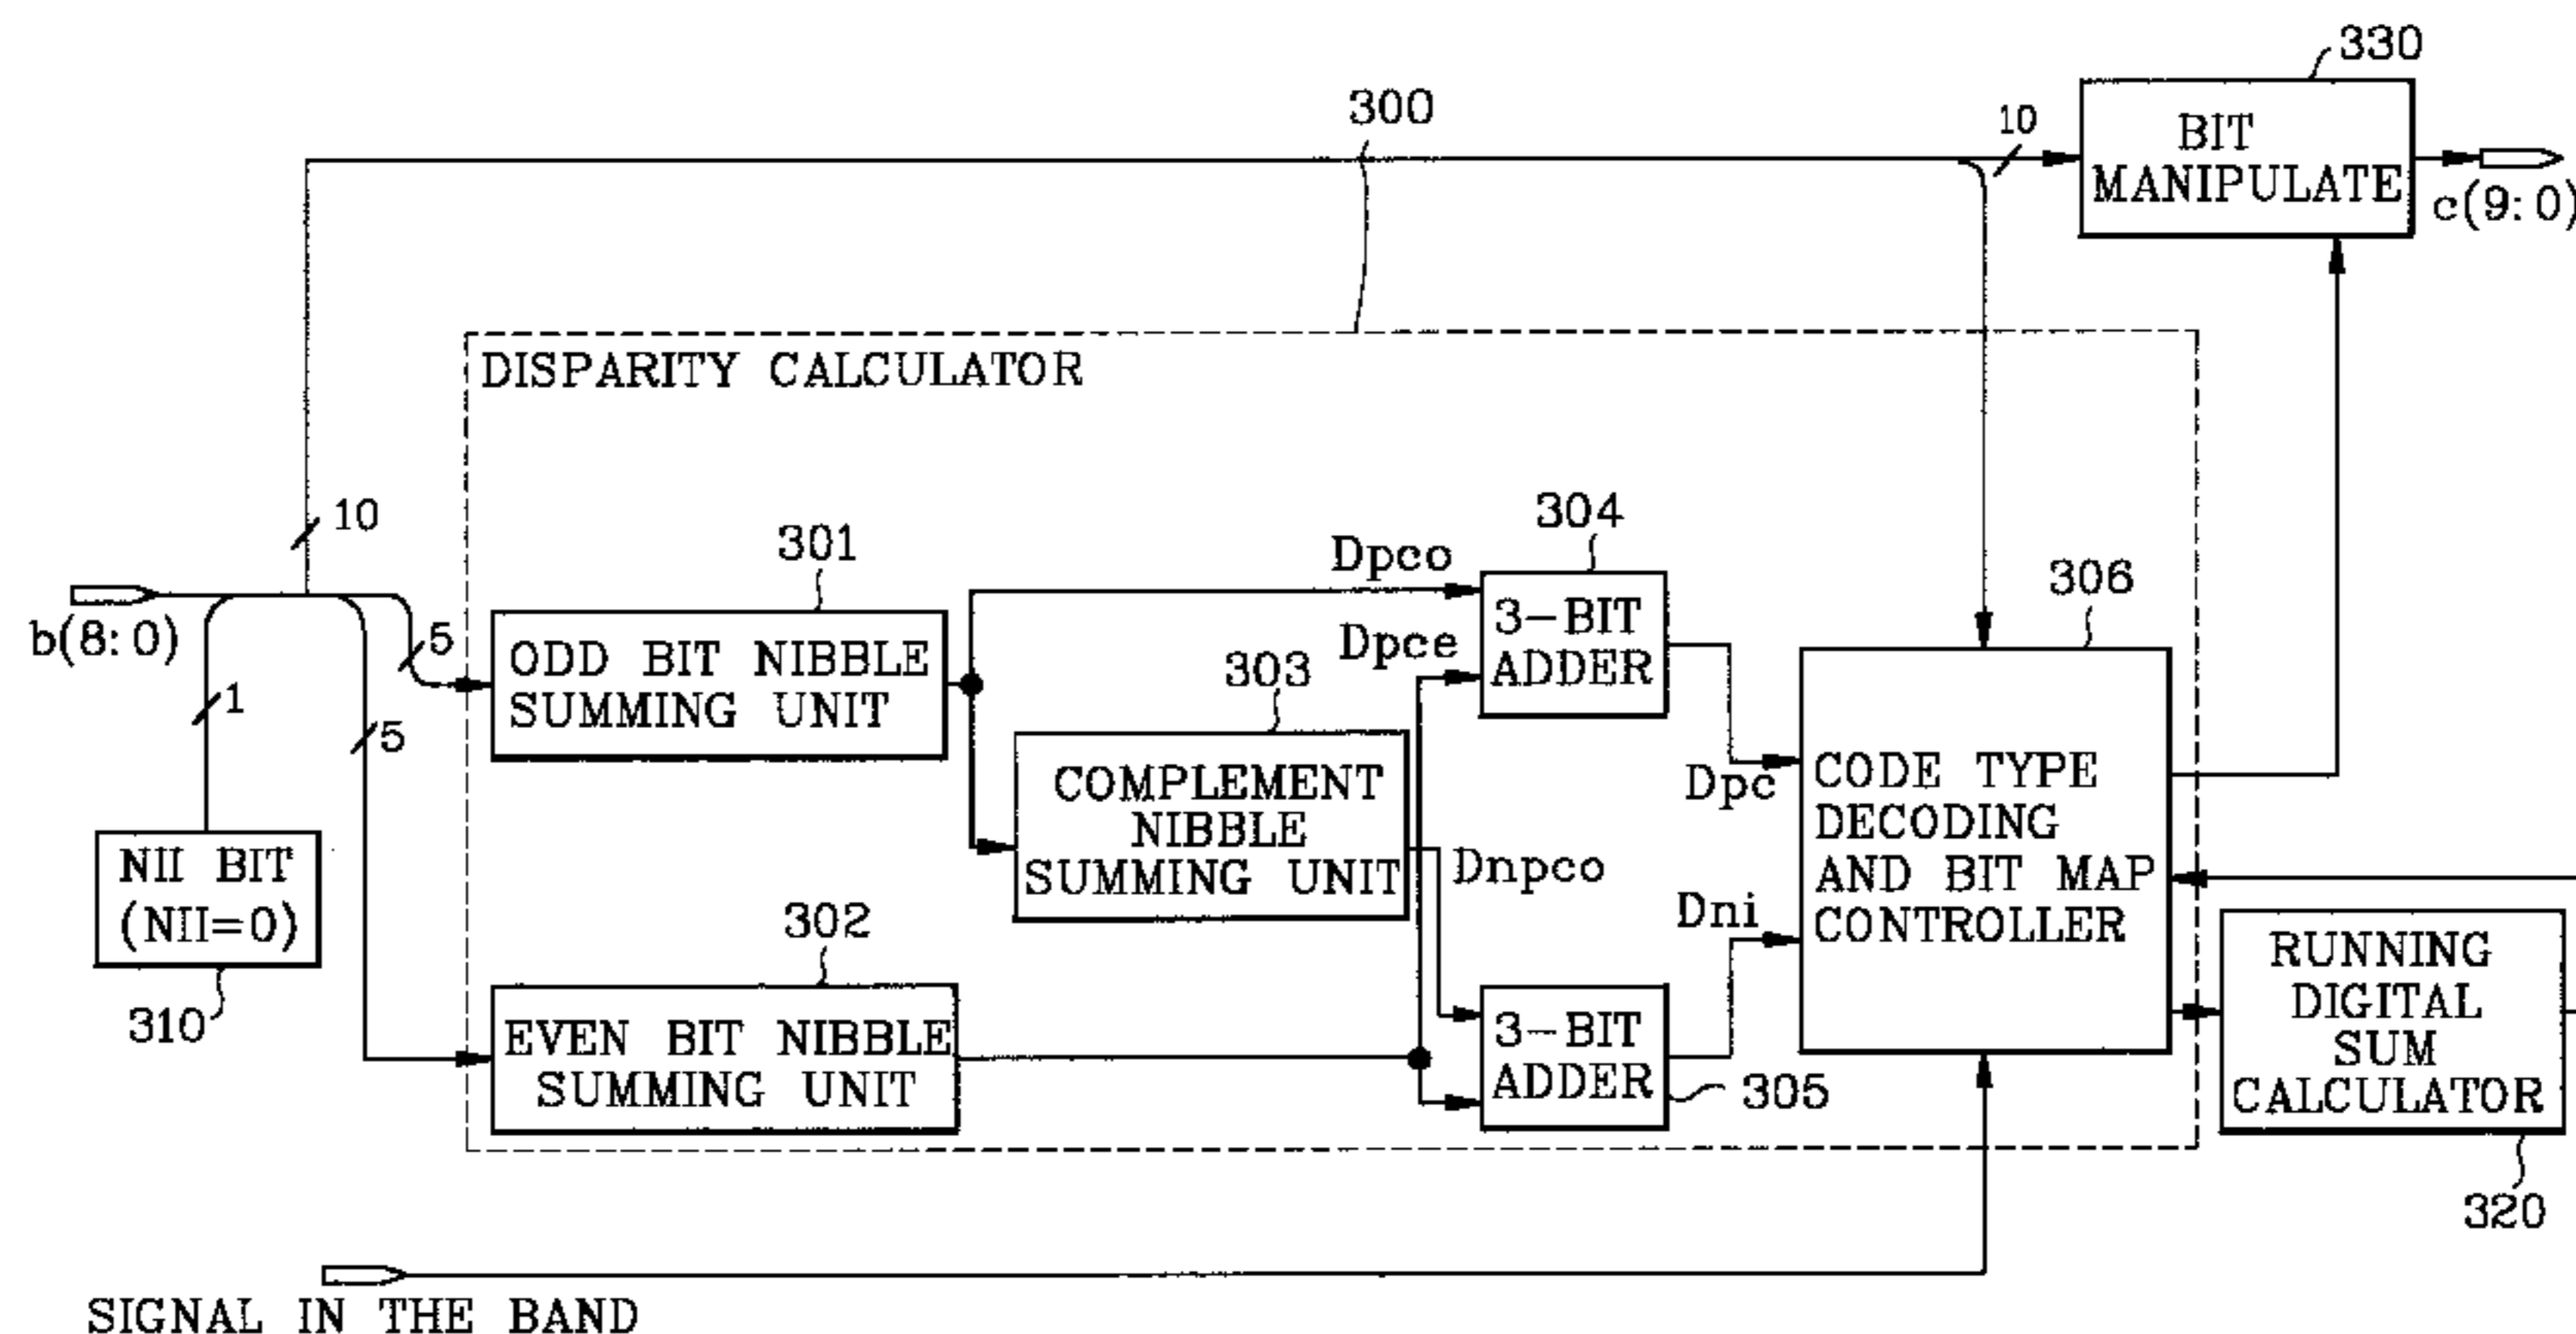 330
300
10
BIT
MANIPULATE
c(9:0)
DISPARITY CALCULATOR
10
301
304
Dpco
306
b(8:0)
5
ODD BIT NIBBLE
SUMMING UNIT
3-BIT
ADDER
Dpce
303
1
5
COMPLEMENT
NIBBLE
SUMMING UNIT
Dpc
CODE TYPE
DECODING
AND BIT MAP
CONTROLLER
NII BIT
(NII=0)
Dnpco
Dni
302
310
EVEN BIT NIBBLE
SUMMING UNIT
3-BIT
ADDER
305
RUNNING
DIGITAL
SUM
CALCULATOR
320
SIGNAL IN THE BAND